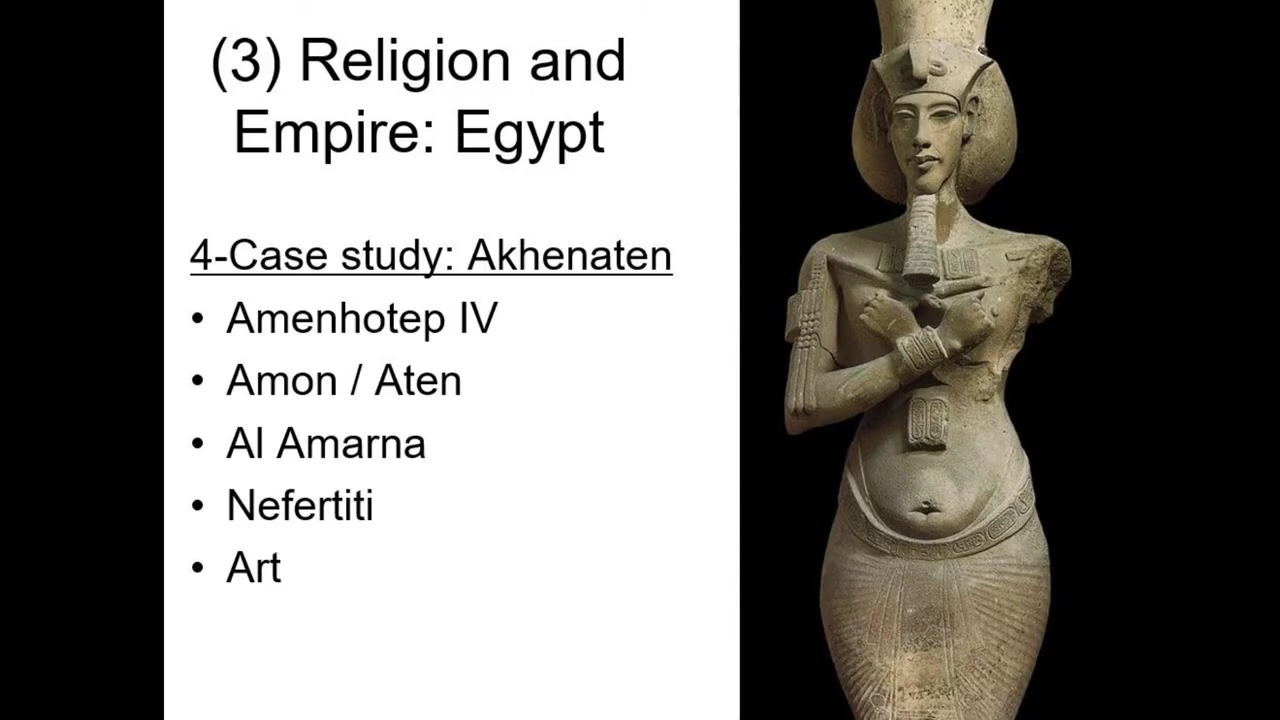 (3) Religion and
Empire: Egypt
4-Case study: Akhenaten
• Amenhotep IV
• Amon / Aten
• Al Amarna
• Nefertiti
• Art